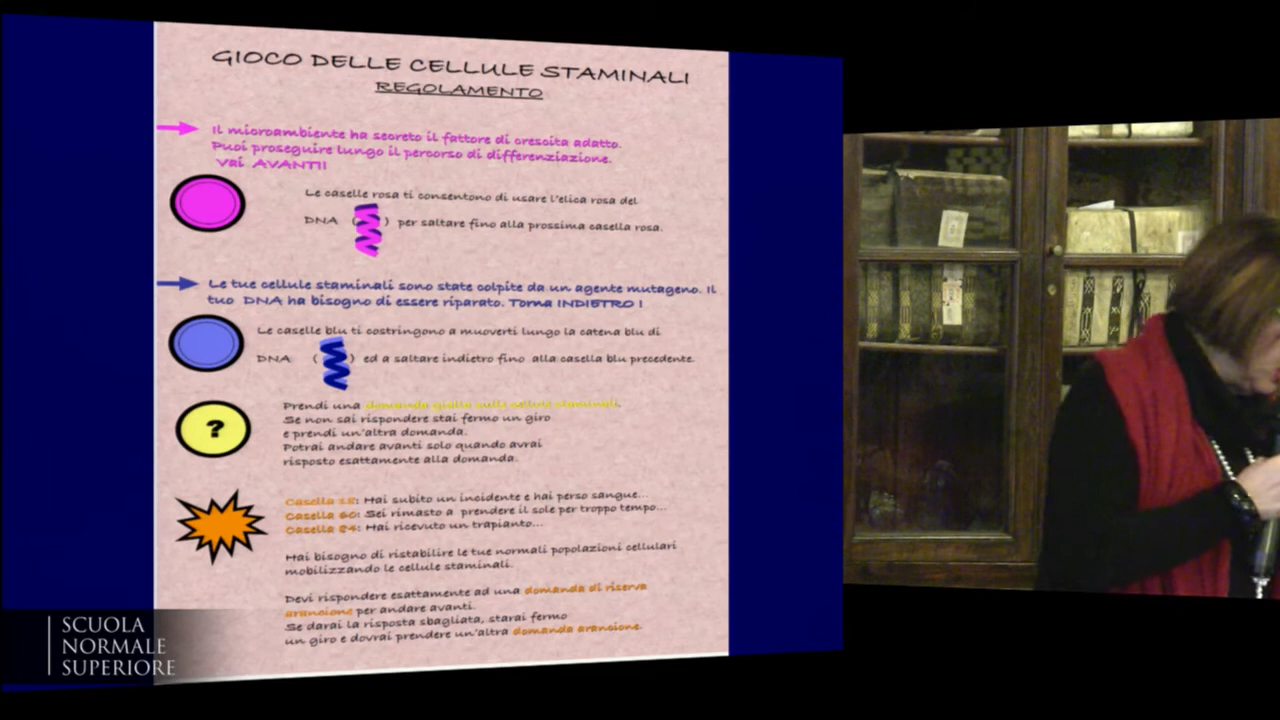 GIOCO DELLE CELLULE STAMINALI
REGOLAMENTO
Il microambiente ha secreto il fattore di crescita adatto.
Puoi proseguire lungo il percorso di differenziazione.
Vai AVANTI!
Le caselle rosa ti consentono di usare l'elica rosa del
DNA ( ) per saltare fino alla prossima casella rosa.
Le tue cellule staminali sono state colpite da un agente mutageno. Il
tuo DNA ha bisogno di essere riparato. Torna INDIETRO !
Le caselle blu ti costringono a muoverti lungo la catena blu di
DNA ( ) ed a saltare indietro fino alla casella blu precedente.
?
Prendi una domanda gialla sulle cellule staminali.
Se non sai rispondere stai fermo un giro
e prendi un'altra domanda.
Potrai andare avanti solo quando avrai
risposto esattamente alla domanda.
Casella 18: Hai subito un incidente e hai perso sangue...
Casella 60: Sei rimasto a prendere il sole per troppo tempo...
Casella 84: Hai ricevuto un trapianto...
Hai bisogno di ristabilire le tue normali popolazioni cellulari
mobilizzando le cellule staminali.
Devi rispondere esattamente ad una domanda di riserva
arancione per andare avanti.
Se darai la risposta sbagliata, starai fermo
un giro e dovrai prendere un'altra domanda arancione.
SCUOLA
NORMALE
SUPERIORE